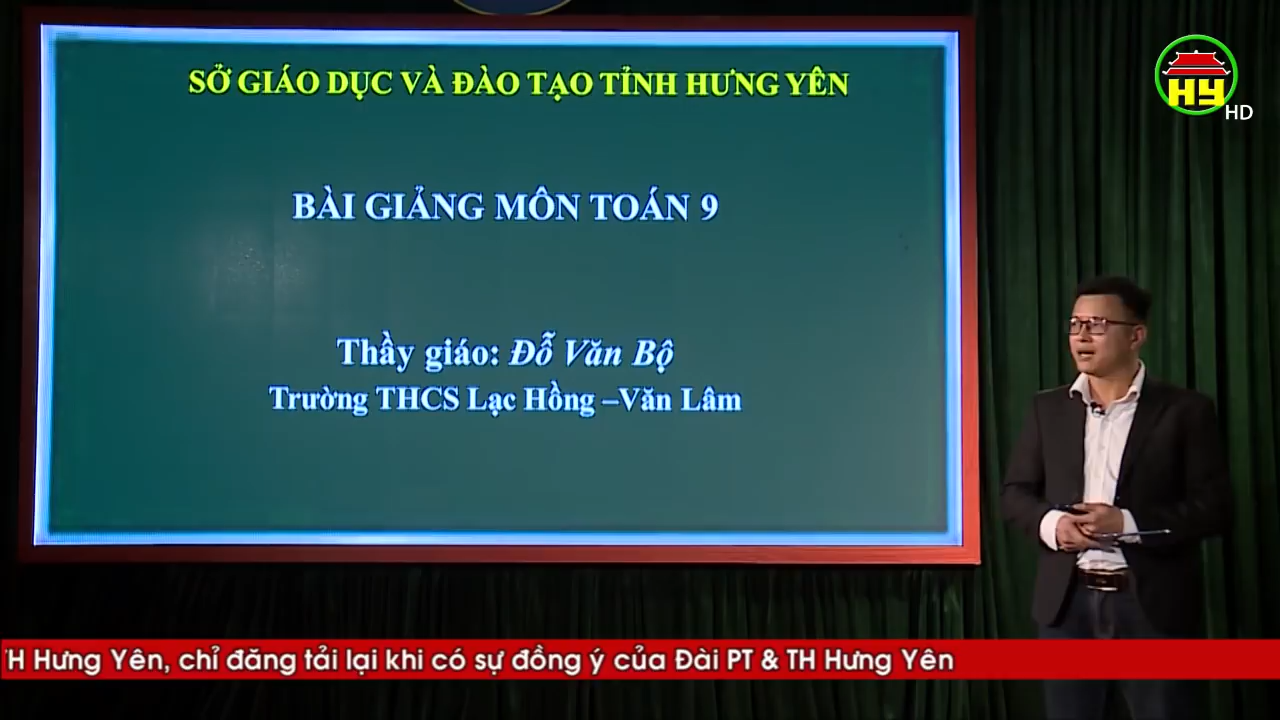 SỞ GIÁO DỤC VÀ ĐÀO TẠO TỈNH HƯNG YÊN
HY
HD
BÀI GIẢNG MÔN TOÁN 9
Thầy giáo: Đỗ Văn Bộ
Trường THCS Lạc Hồng –Văn Lâm
TH Hưng Yên, chỉ đăng tải lại khi có sự đồng ý của Đài PT & TH Hưng Yên